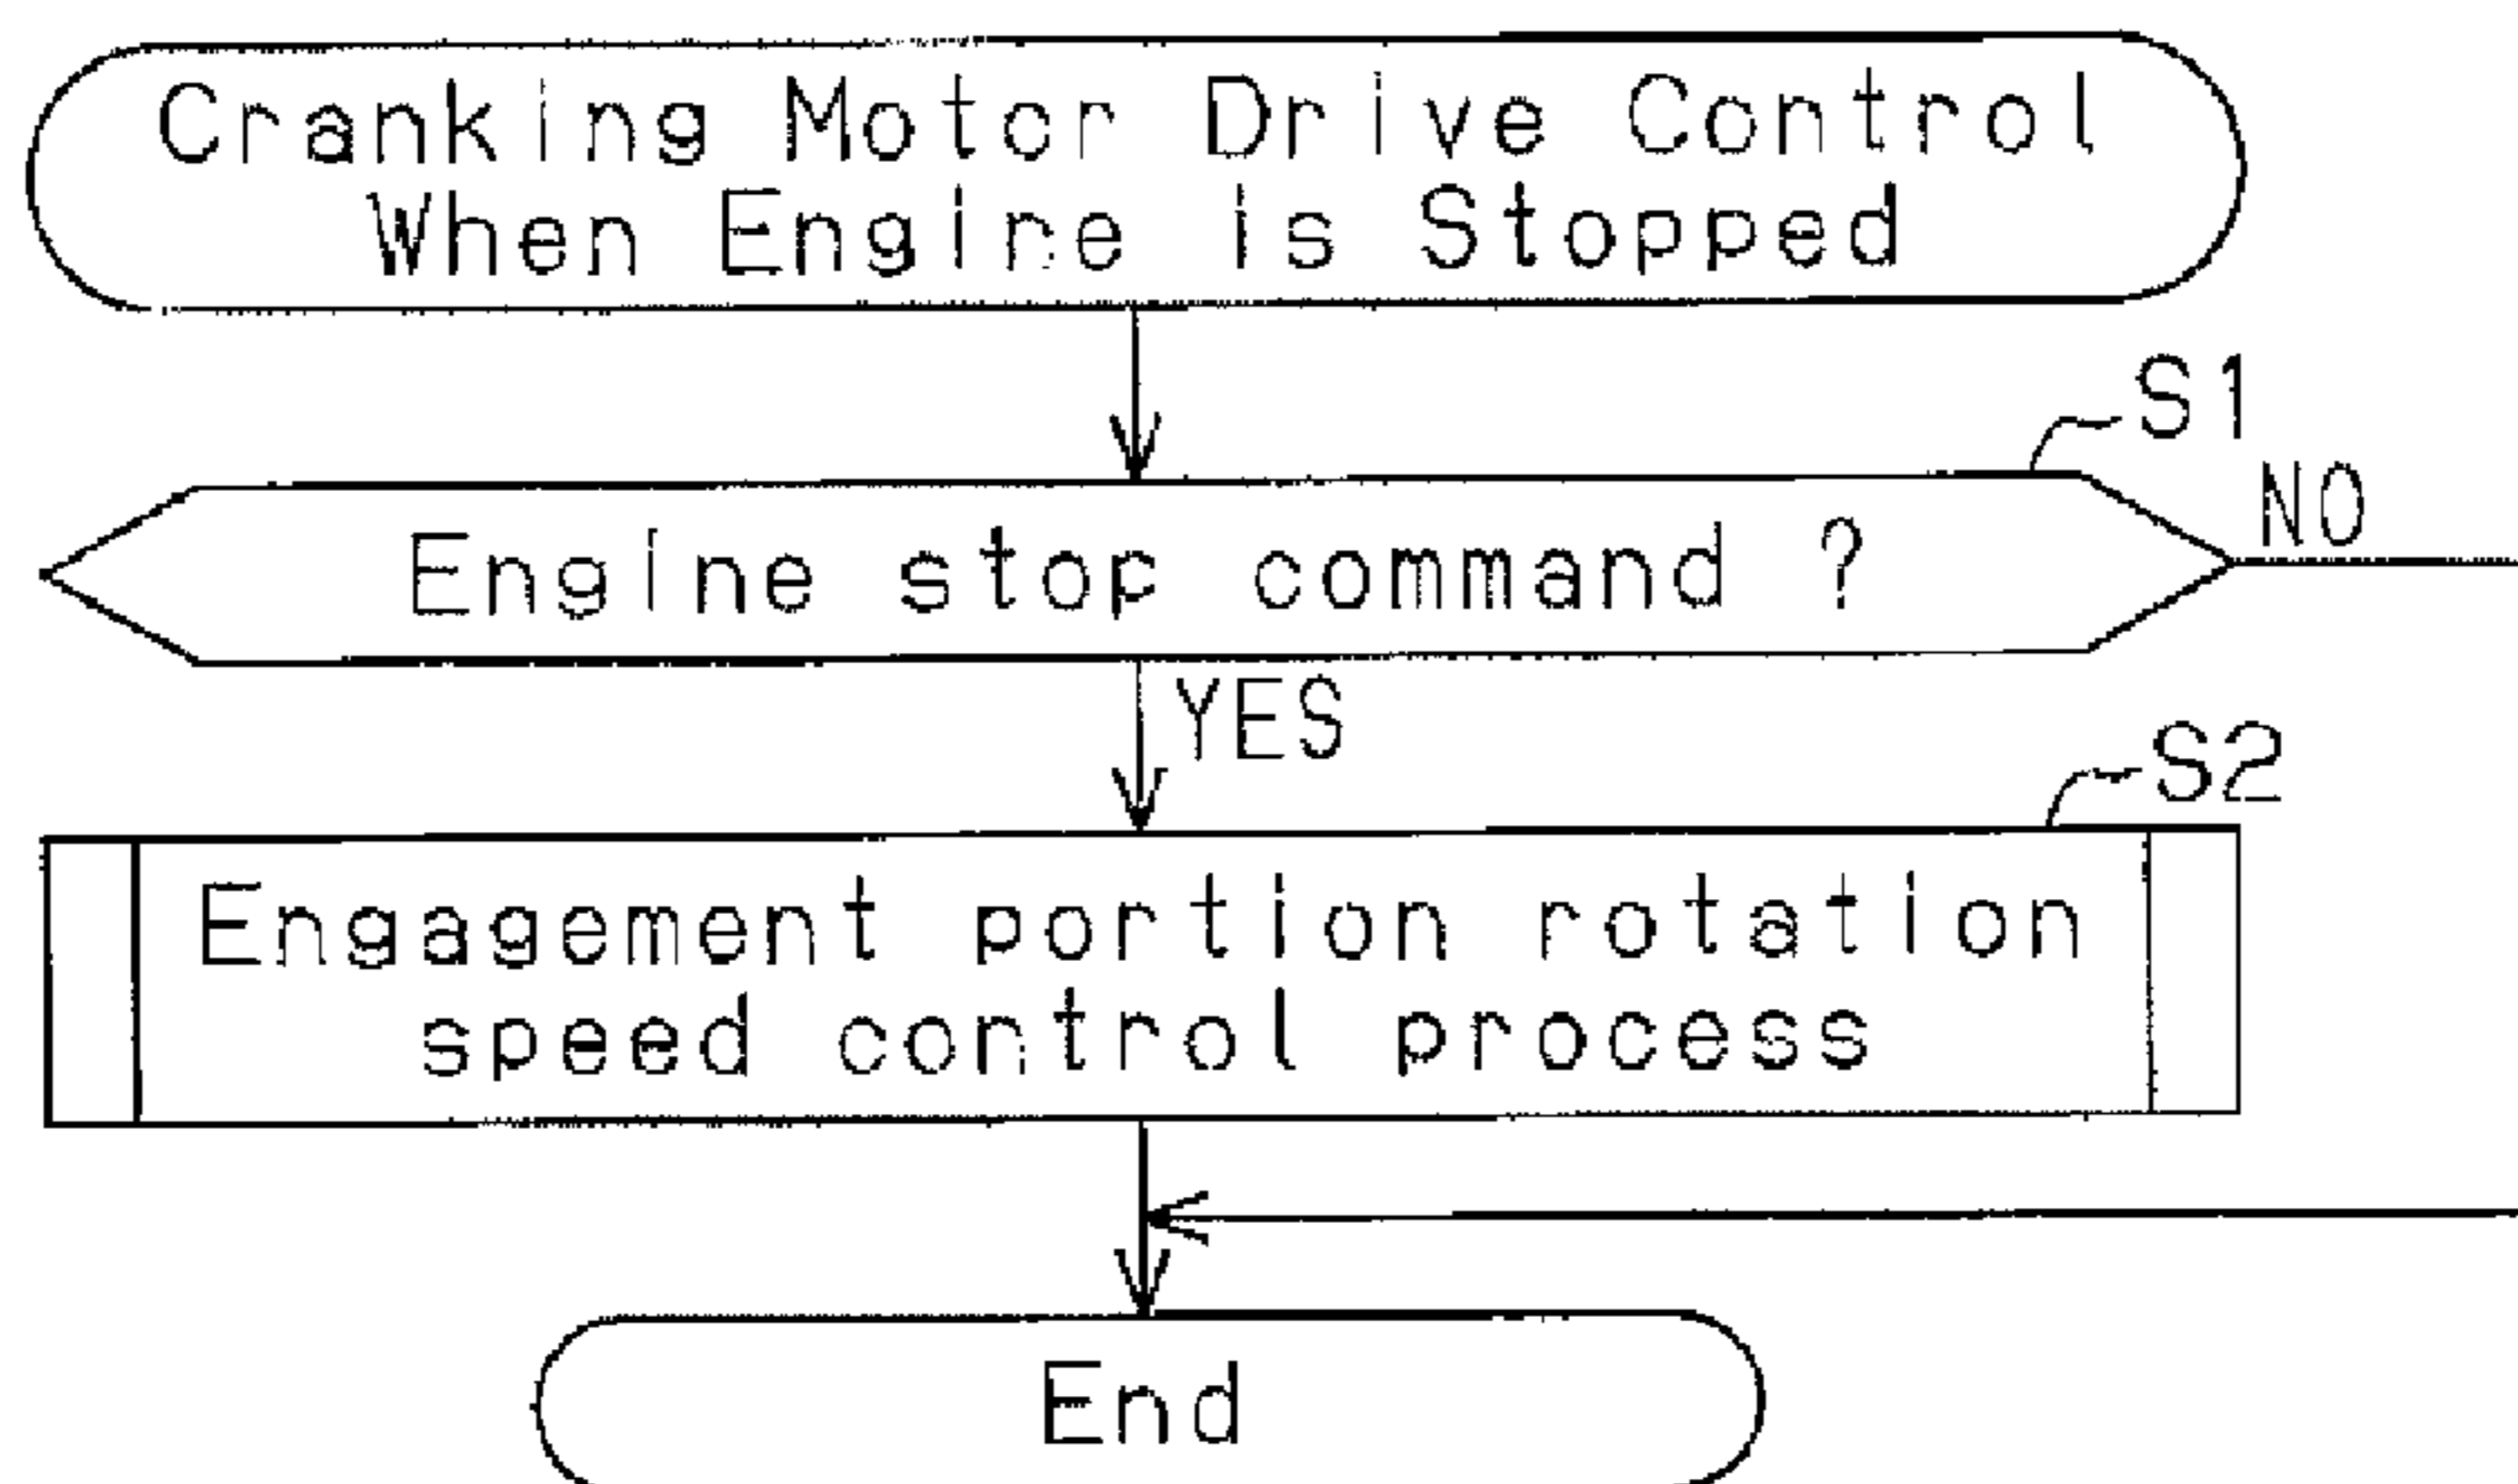 Cranking Motor Drive Control
When Engine is Stopped
S1
Engine stop command ?
NO
YES
S2
Engagement portion rotation
speed control process
End